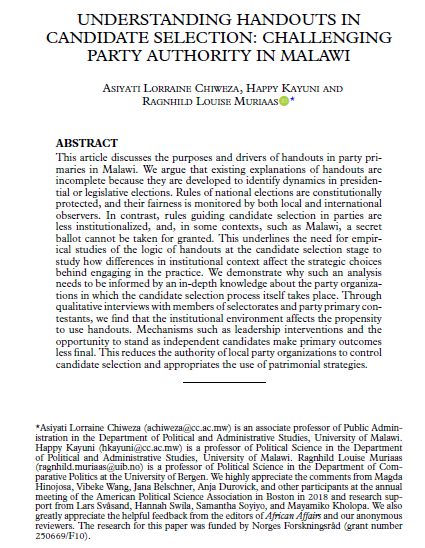 UNDERSTANDING HANDOUTS IN
CANDIDATE SELECTION: CHALLENGING
PARTY AUTHORITY IN MALAWI
ASIYATI LORRAINE CHIWEZA, HAPPY KAYUNI AND
RAGNHILD LOUISE MURIAAS *
ABSTRACT
This article discusses the purposes and drivers of handouts in party pri-
maries in Malawi. We argue that existing explanations of handouts are
incomplete because they are developed to identify dynamics in presiden-
tial or legislative elections. Rules of national elections are constitutionally
protected, and their fairness is monitored by both local and international
observers. In contrast, rules guiding candidate selection in parties are
less institutionalized, and, in some contexts, such as Malawi, a secret
ballot cannot be taken for granted. This underlines the need for empir-
ical studies of the logic of handouts at the candidate selection stage to
study how differences in institutional context affect the strategic choices
behind engaging in the practice. We demonstrate why such an analysis
needs to be informed by an in-depth knowledge about the party organiza-
tions in which the candidate selection process itself takes place. Through
qualitative interviews with members of selectorates and party primary con-
testants, we find that the institutional environment affects the propensity
to use handouts. Mechanisms such as leadership interventions and the
opportunity to stand as independent candidates make primary outcomes
less final. This reduces the authority of local party organizations to control
candidate selection and appropriates the use of patrimonial strategies.
*Asiyati Lorraine Chiweza (achiweza@cc.ac.mw) is an associate professor of Public Admin-
istration in the Department of Political and Administrative Studies, University of Malawi.
Happy Kayuni (hkayuni@cc.ac.mw) is a professor of Political Science in the Department
of Political and Administrative Studies, University of Malawi. Ragnhild Louise Muriaas
(ragnhild.muriaas@uib.no) is a professor of Political Science in the Department of Com-
parative Politics at the University of Bergen. We highly appreciate the comments from Magda
Hinojosa, Vibeke Wang, Jana Belschner, Anja Durovick, and other participants at the annual
meeting of the American Political Science Association in Boston in 2018 and research sup-
port from Lars Svåsand, Hannah Swila, Samantha Soyiyo, and Mayamiko Kholopa. We also
greatly appreciate the helpful feedback from the editors of African Affairs and our anonymous
reviewers. The research for this paper was funded by Norges Forskningsråd (grant number
250669/F10).